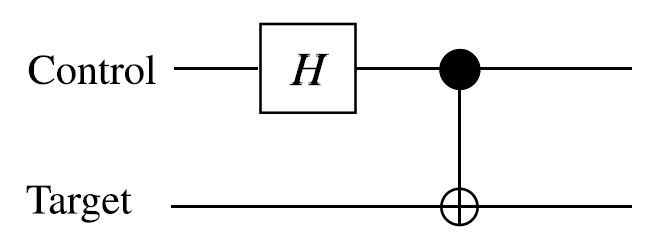 Control
H
Target